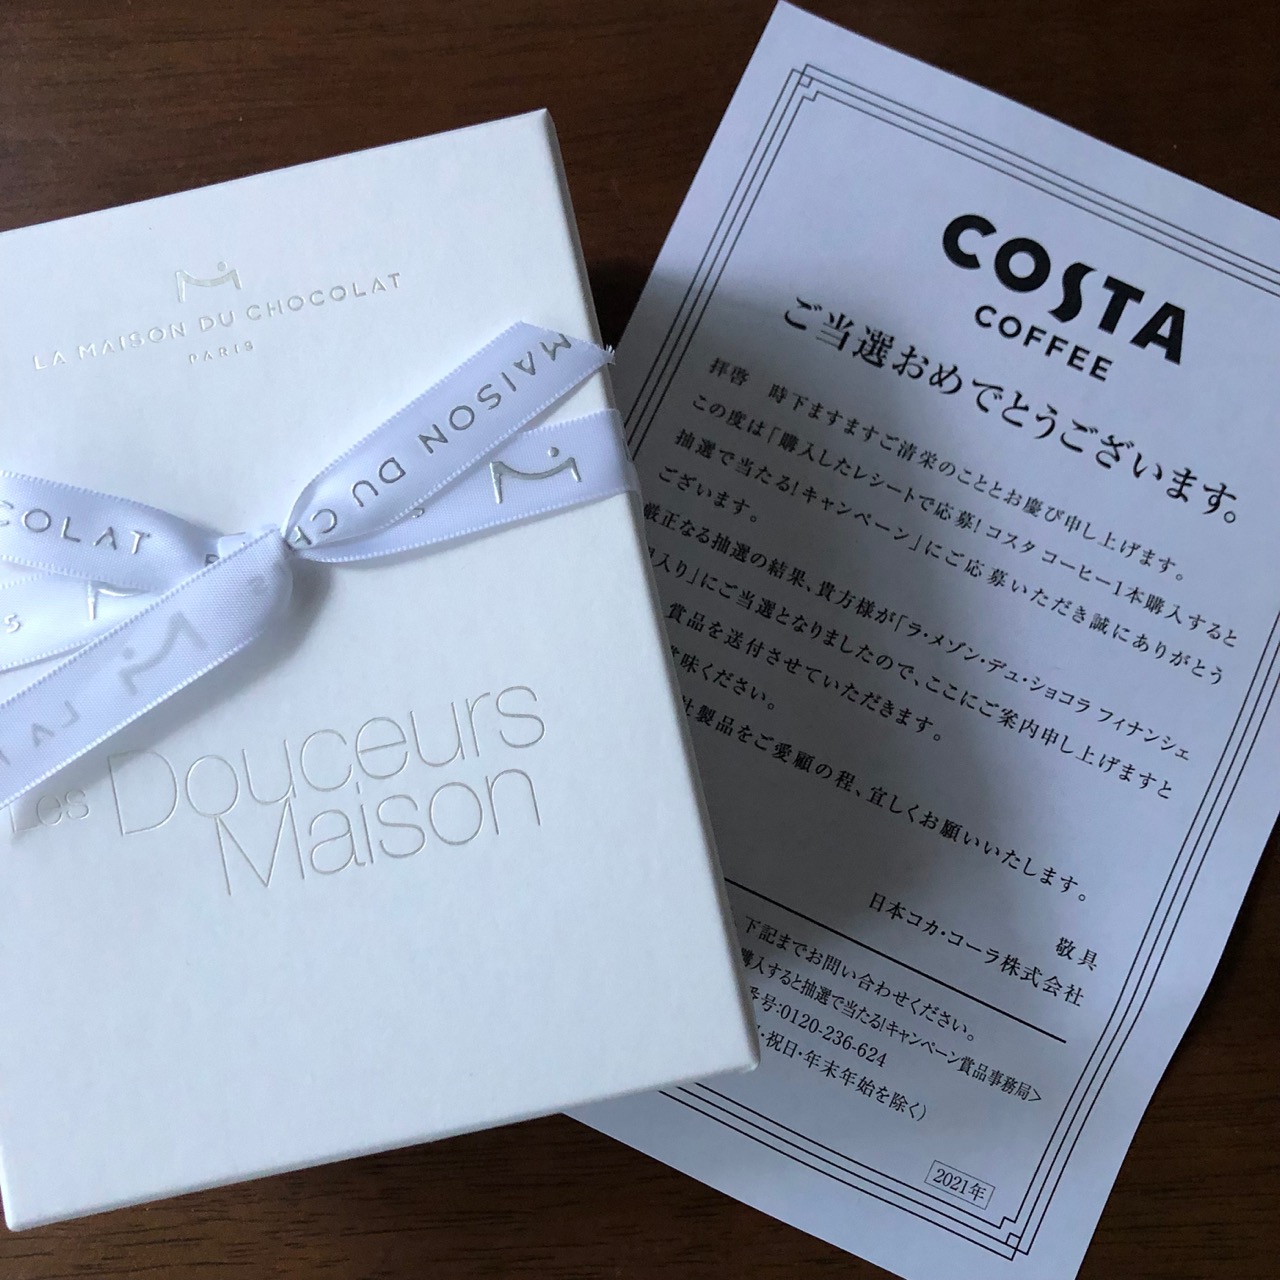 LA MAISON DU CHOCOLAT
PARIS
MAISON DU CH
COLAT
LA
Les Douceurs
Maison
COSTA
COFFEE
ご当選おめでとうございます。
拝啓 時下ますますご清栄のこととお慶び申し上げます。
この度は「購入したレシートで応募!コスタ コーヒー1本購入すると
抽選で当たる!キャンペーン」にご応募いただき誠にありがとう
ございます。
厳正なる抽選の結果、貴方様が「ラ・メゾン・デュ・ショコラ フィナンシェ
入り」にご当選となりましたので、ここにご案内申し上げますと
賞品を送付させていただきます。
味ください。
製品をご愛顧の程、宜しくお願いいたします。
敬具
日本コカ・コーラ株式会社
下記までお問い合わせください。
購入すると抽選で当たる!キャンペーン賞品事務局>
番号:0120-236-624
・祝日・年末年始を除く)
2021年